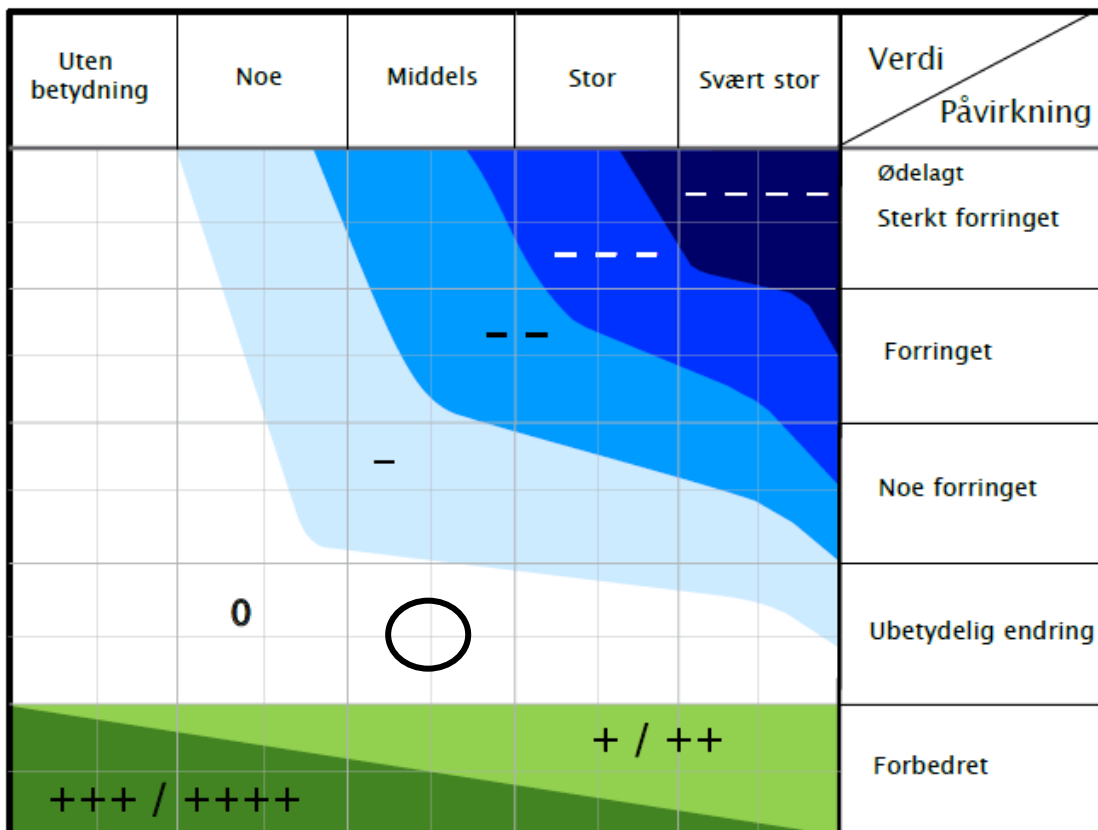 Uten
betydning
Noe
Middels
Stor
Svært stor
Verdi
Påvirkning
– – – –
Ødelagt
Sterkt forringet
– – –
– –
Forringet
–
Noe forringet
0
Ubetydelig endring
+ / ++
Forbedret
+++ / ++++